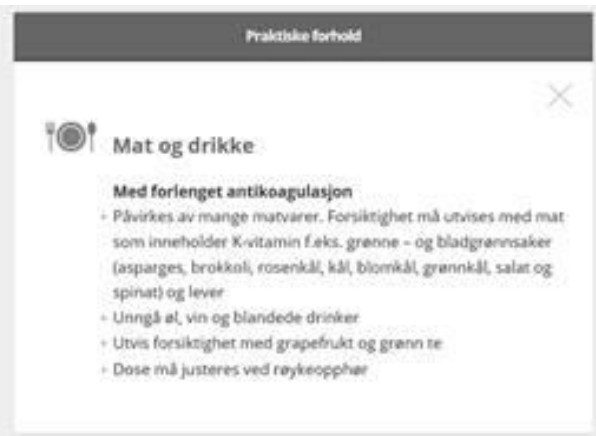 Praktiske forhold
Mat og drikke
Med forlenget antikoagulasjon
Påvirkes av mange matvarer. Forsiktighet må utvises med mat
som inneholder K-vitamin f.eks. grønne – og bladgrønnsaker
(asparges, brokkoli, rosenkål, kål, blomkål, grønnkål, salat og
spinat) og lever
Unngå øl, vin og blandede drinker
Utvis forsiktighet med grapefrukt og grønn te
Dose må justeres ved røykeopphør